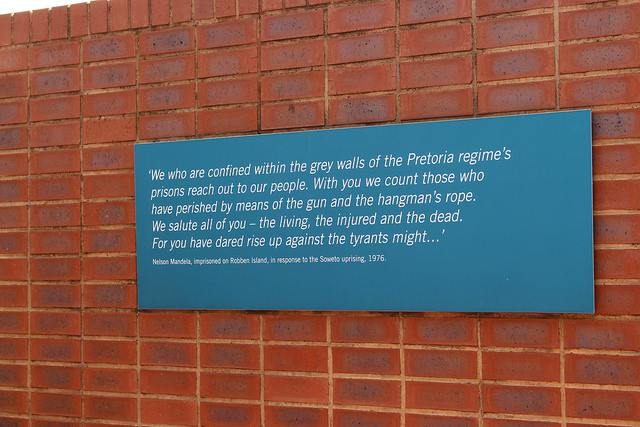 ‘We who are confined within the grey walls of the Pretoria regime’s
prisons reach out to our people. With you we count those who
have perished by means of the gun and the hangman’s rope.
We salute all of you – the living, the injured and the dead.
For you have dared rise up against the tyrants might...’
Nelson Mandela, imprisoned on Robben Island, in response to the Soweto uprising, 1976.